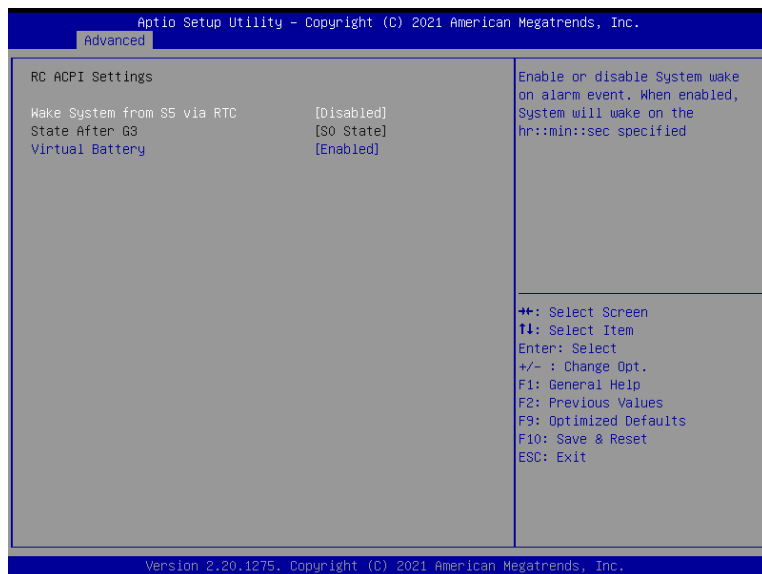 Aptio Setup Utility – Copyright (C) 2021 American Megatrends, Inc.
Advanced
RC ACPI Settings
Wake System from S5 via RTC [Disabled]
State After G3 [S0 State]
Virtual Battery [Enabled]
Enable or disable System wake
on alarm event. When enabled,
System will wake on the
hr::min::sec specified
→←: Select Screen
↑↓: Select Item
Enter: Select
+/- : Change Opt.
F1: General Help
F2: Previous Values
F9: Optimized Defaults
F10: Save & Reset
ESC: Exit
Version 2.20.1275. Copyright (C) 2021 American Megatrends, Inc.